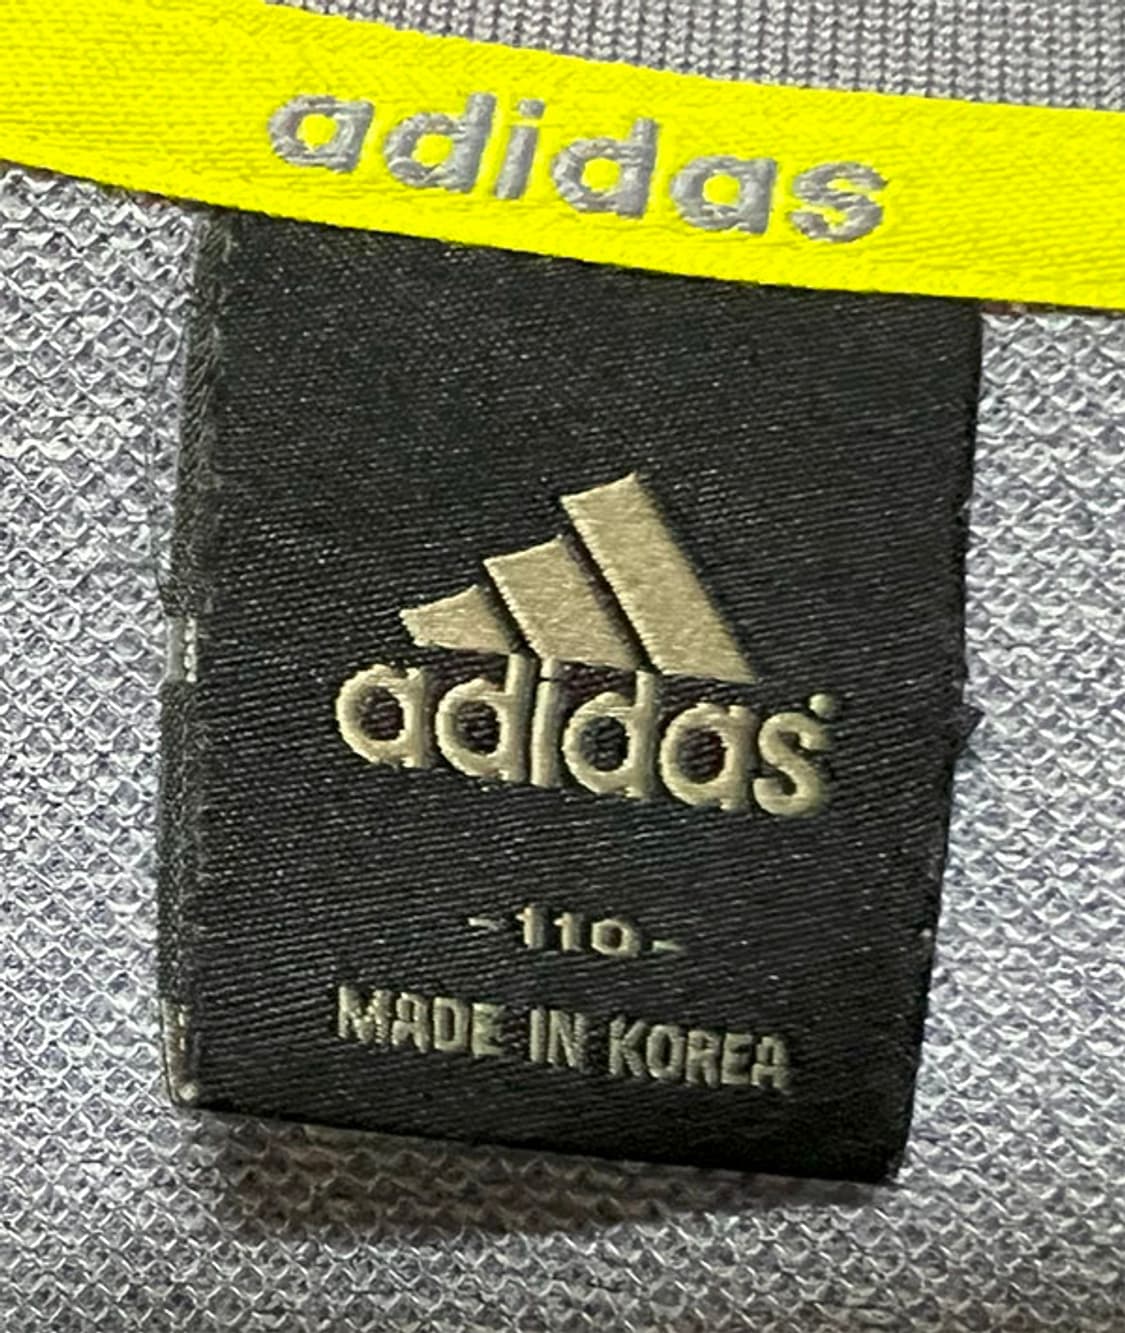 adidas
adidas
-110-
MADE IN KOREA